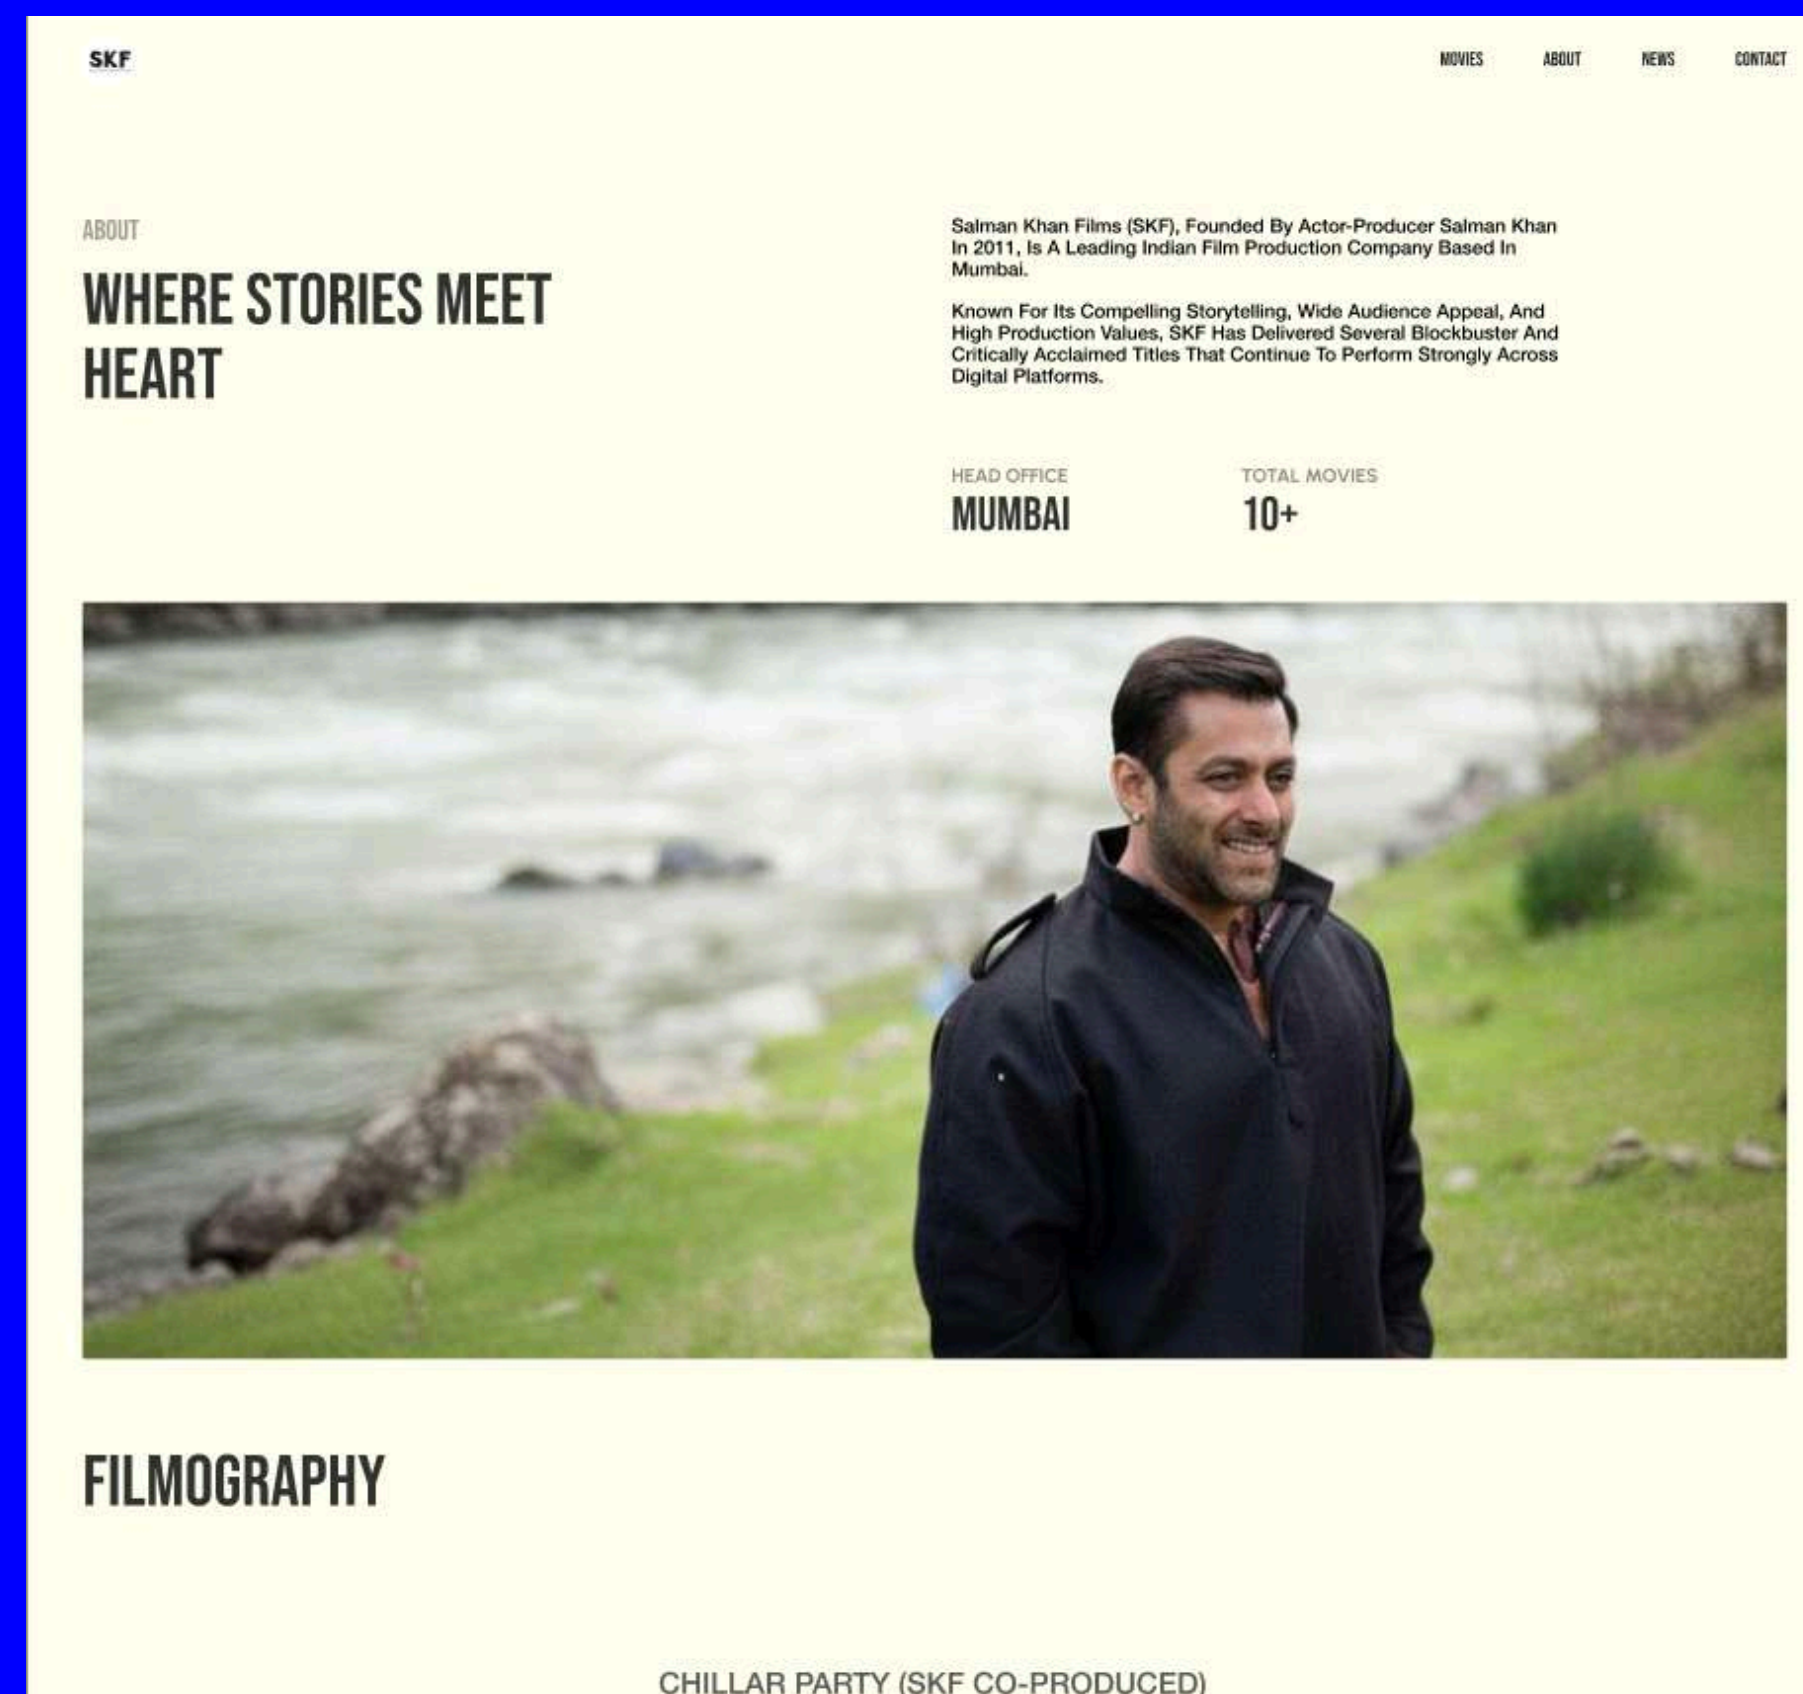 SKF
MOVIES ABOUT NEWS CONTACT
ABOUT
WHERE STORIES MEET
HEART
Salman Khan Films (SKF), Founded By Actor-Producer Salman Khan
In 2011, Is A Leading Indian Film Production Company Based In
Mumbai.
Known For Its Compelling Storytelling, Wide Audience Appeal, And
High Production Values, SKF Has Delivered Several Blockbuster And
Critically Acclaimed Titles That Continue To Perform Strongly Across
Digital Platforms.
HEAD OFFICE
MUMBAI
TOTAL MOVIES
10+
FILMOGRAPHY
CHILLAR PARTY (SKF CO-PRODUCED)